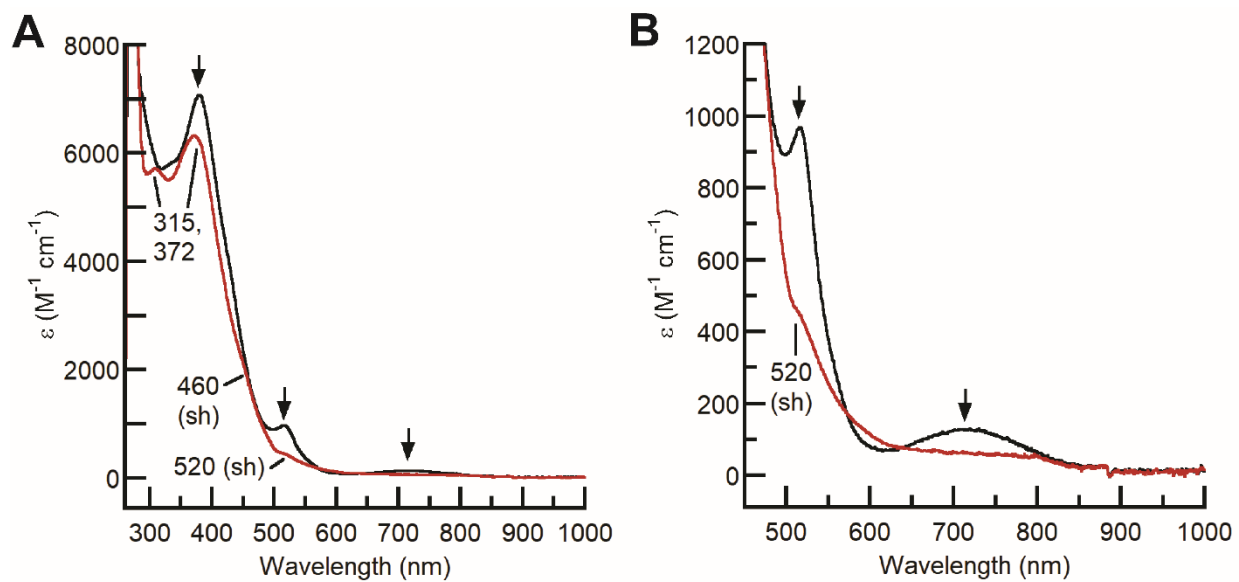 A
8000
6000
4000
2000
0
ε (M⁻¹ cm⁻¹)
315,
372
460
(sh)
520 (sh)
300 400 500 600 700 800 900 1000
Wavelength (nm)
B
1200
1000
800
600
400
200
0
ε (M⁻¹ cm⁻¹)
520
(sh)
500 600 700 800 900 1000
Wavelength (nm)